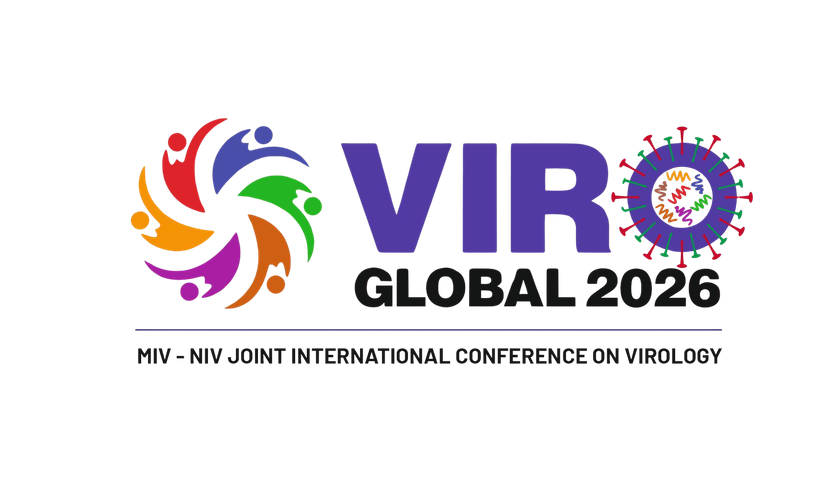 VIRO
GLOBAL 2026
MIV - NIV JOINT INTERNATIONAL CONFERENCE ON VIROLOGY